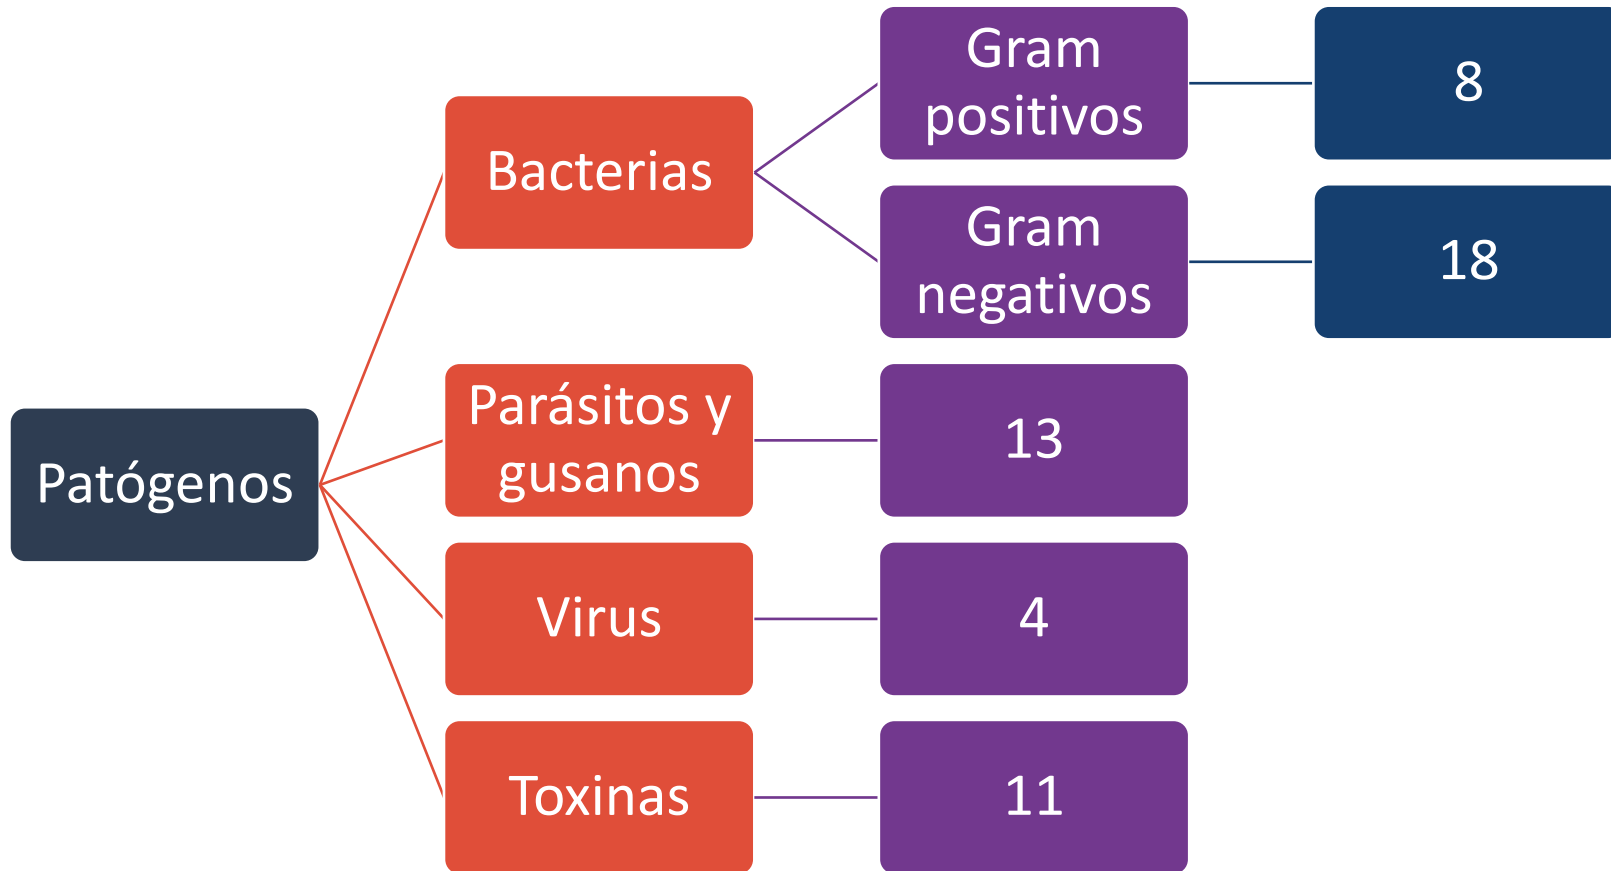 Patógenos
Bacterias
Gram
positivos
8
Gram
negativos
18
Parásitos y
gusanos
13
Virus
4
Toxinas
11